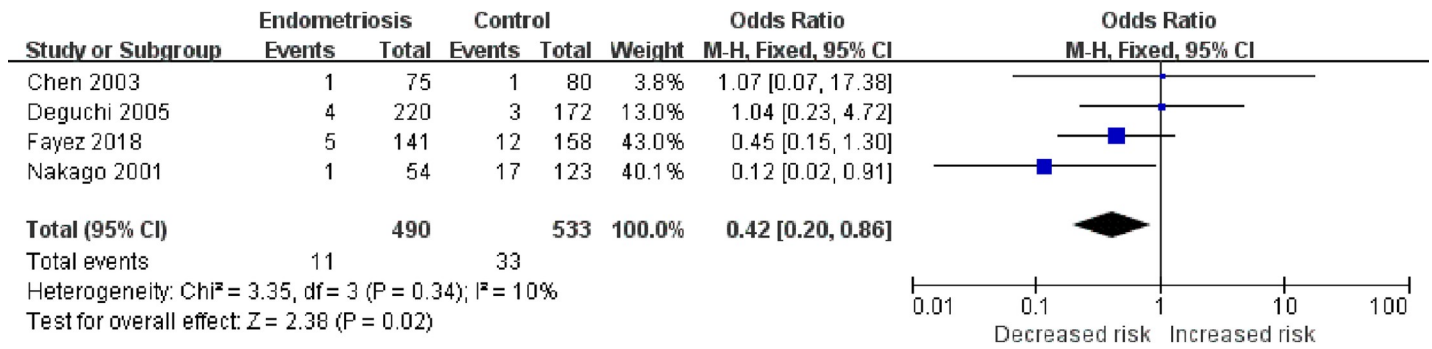 Endometriosis Control Odds Ratio Odds Ratio
Study or Subgroup Events Total Events Total Weight M-H, Fixed, 95% CI M-H, Fixed, 95% CI
Chen 2003 1 75 1 80 3.8% 1.07 [0.07, 17.38]
Deguchi 2005 4 220 3 172 13.0% 1.04 [0.23, 4.72]
Fayez 2018 5 141 12 158 43.0% 0.45 [0.15, 1.30]
Nakago 2001 1 54 17 123 40.1% 0.12 [0.02, 0.91]
Total (95% CI) 490 533 100.0% 0.42 [0.20, 0.86]
Total events 11 33
Heterogeneity: Chi² = 3.35, df = 3 (P = 0.34); I² = 10%
Test for overall effect: Z = 2.38 (P = 0.02)
0.01 0.1 1 10 100
Decreased risk Increased risk